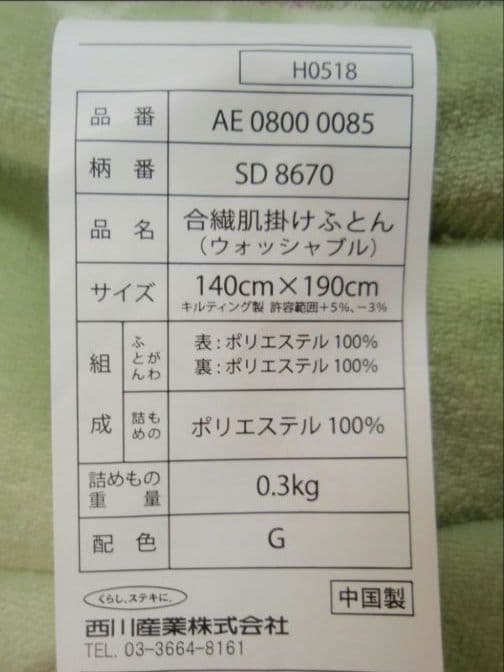 H0518
品番 AE 0800 0085
柄番 SD 8670
品名 合繊肌掛けふとん
(ウォッシャブル)
サイズ 140cm×190cm
キルティング製 許容範囲+5%、-3%
組成 ふとんがわ 表:ポリエステル 100%
裏:ポリエステル 100%
詰めもの ポリエステル 100%
詰めもの重量 0.3kg
配色 G
くらし、ステキに。
中国製
西川産業株式会社
TEL. 03-3664-8161